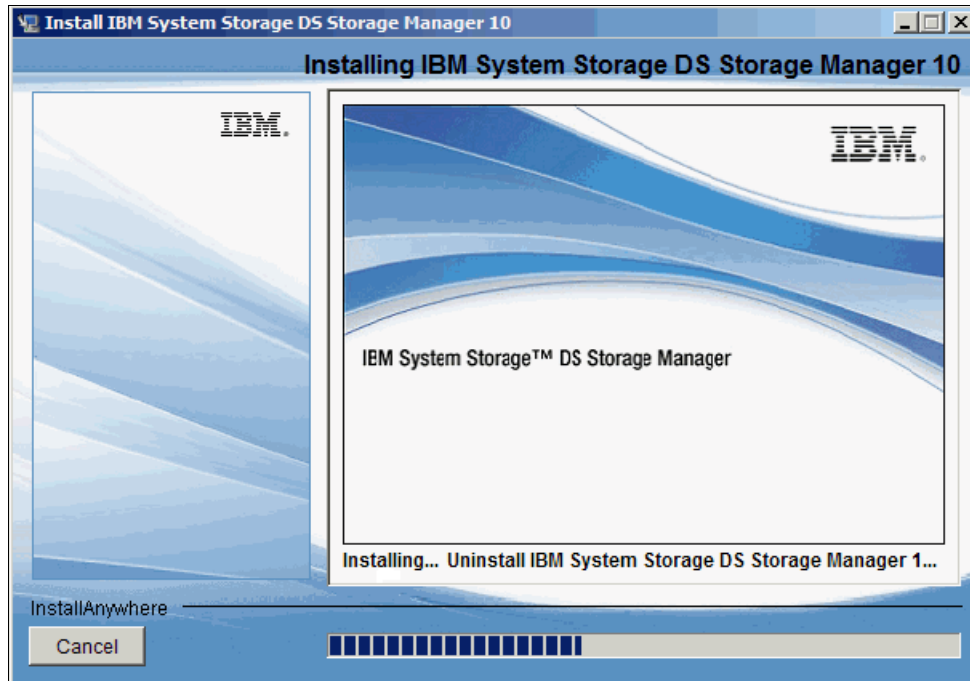 Install IBM System Storage DS Storage Manager 10
Installing IBM System Storage DS Storage Manager 10
IBM.
IBM.
IBM System Storage™ DS Storage Manager
Installing... Uninstall IBM System Storage DS Storage Manager 1...
InstallAnywhere
Cancel